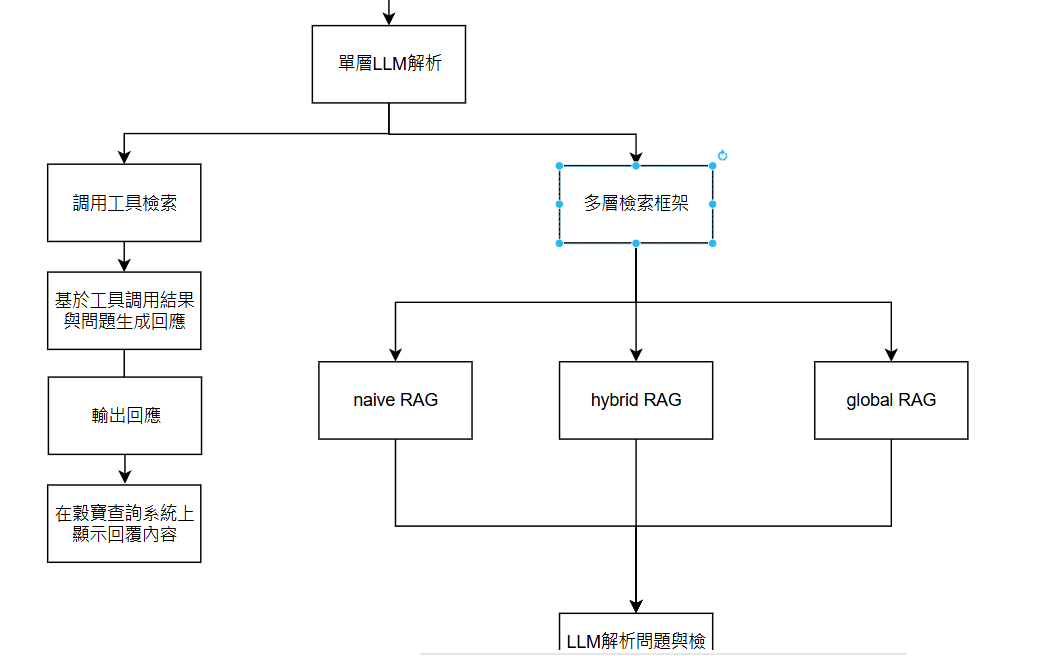 單層LLM解析
調用工具檢索
多層檢索框架
基於工具調用結果
與問題生成回應
naive RAG
hybrid RAG
global RAG
輸出回應
在穀寶查詢系統上
顯示回覆內容
LLM解析問題與檢